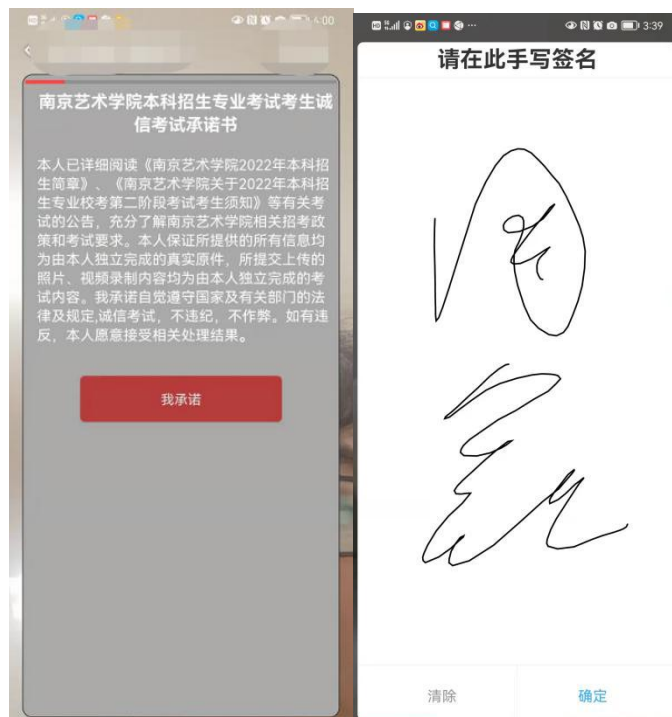 4:00
南京艺术学院本科招生专业考试考生诚
信考试承诺书
本人已详细阅读《南京艺术学院2022年本科招
生简章》、《南京艺术学院关于2022年本科招
生专业校考第二阶段考试考生须知》等有关考
试的公告，充分了解南京艺术学院相关招考政
策和考试要求。本人保证所提供的所有信息均
为由本人独立完成的真实原件，所提交上传的
照片、视频录制内容均为由本人独立完成的考
试内容。我承诺自觉遵守国家及有关部门的法
律及规定,诚信考试，不违纪，不作弊。如有违
反，本人愿意接受相关处理结果。
我承诺
3:39
请在此手写签名
清除
确定